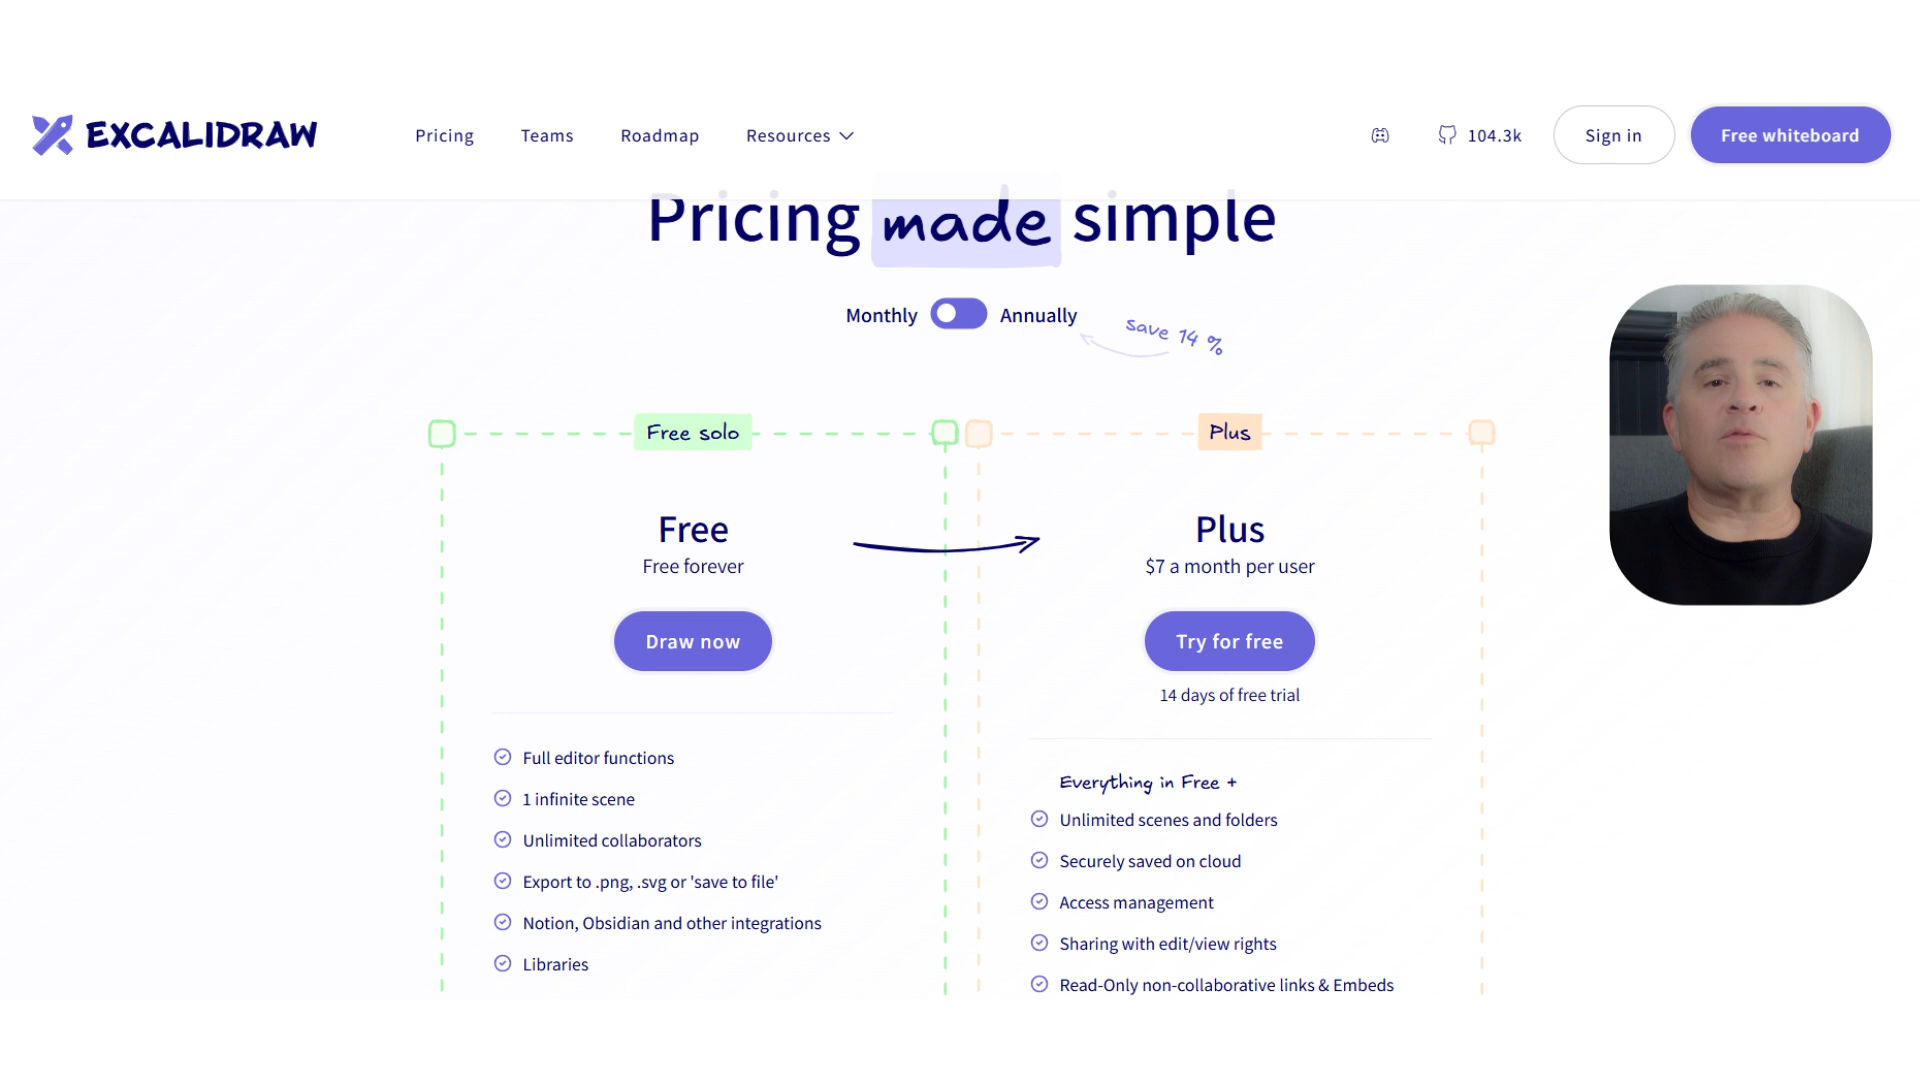 EXCALIDRAW
Pricing
Teams
Roadmap
Resources
104.3k
Sign in
Free whiteboard
Pricing made simple
Monthly
Annually
save 14 %
Free solo
Free
Free forever
Draw now
Full editor functions
1 infinite scene
Unlimited collaborators
Export to .png, .svg or 'save to file'
Notion, Obsidian and other integrations
Libraries
Plus
Plus
$7 a month per user
Try for free
14 days of free trial
Everything in Free +
Unlimited scenes and folders
Securely saved on cloud
Access management
Sharing with edit/view rights
Read-Only non-collaborative links & Embeds